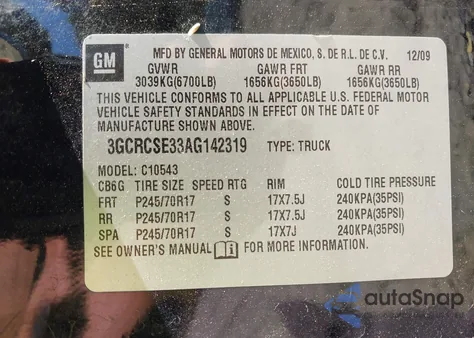 GM
MFD BY GENERAL MOTORS DE MEXICO, S. DE R.L. DE C.V. 12/09
GVWR GAWR FRT GAWR RR
3039KG(6700LB) 1656KG(3650LB) 1656KG(3650LB)
THIS VEHICLE CONFORMS TO ALL APPLICABLE U.S. FEDERAL MOTOR
VEHICLE SAFETY STANDARDS IN EFFECT ON THE DATE OF
MANUFACTURE SHOWN ABOVE.
3GCRCSE33AG142319 TYPE: TRUCK
MODEL: C10543
CB6G TIRE SIZE SPEED RTG RIM COLD TIRE PRESSURE
FRT P245/70R17 S 17X7.5J 240KPA(35PSI)
RR P245/70R17 S 17X7.5J 240KPA(35PSI)
SPA P245/70R17 S 17X7J 240KPA(35PSI)
SEE OWNER'S MANUAL FOR MORE INFORMATION.
autoSnap